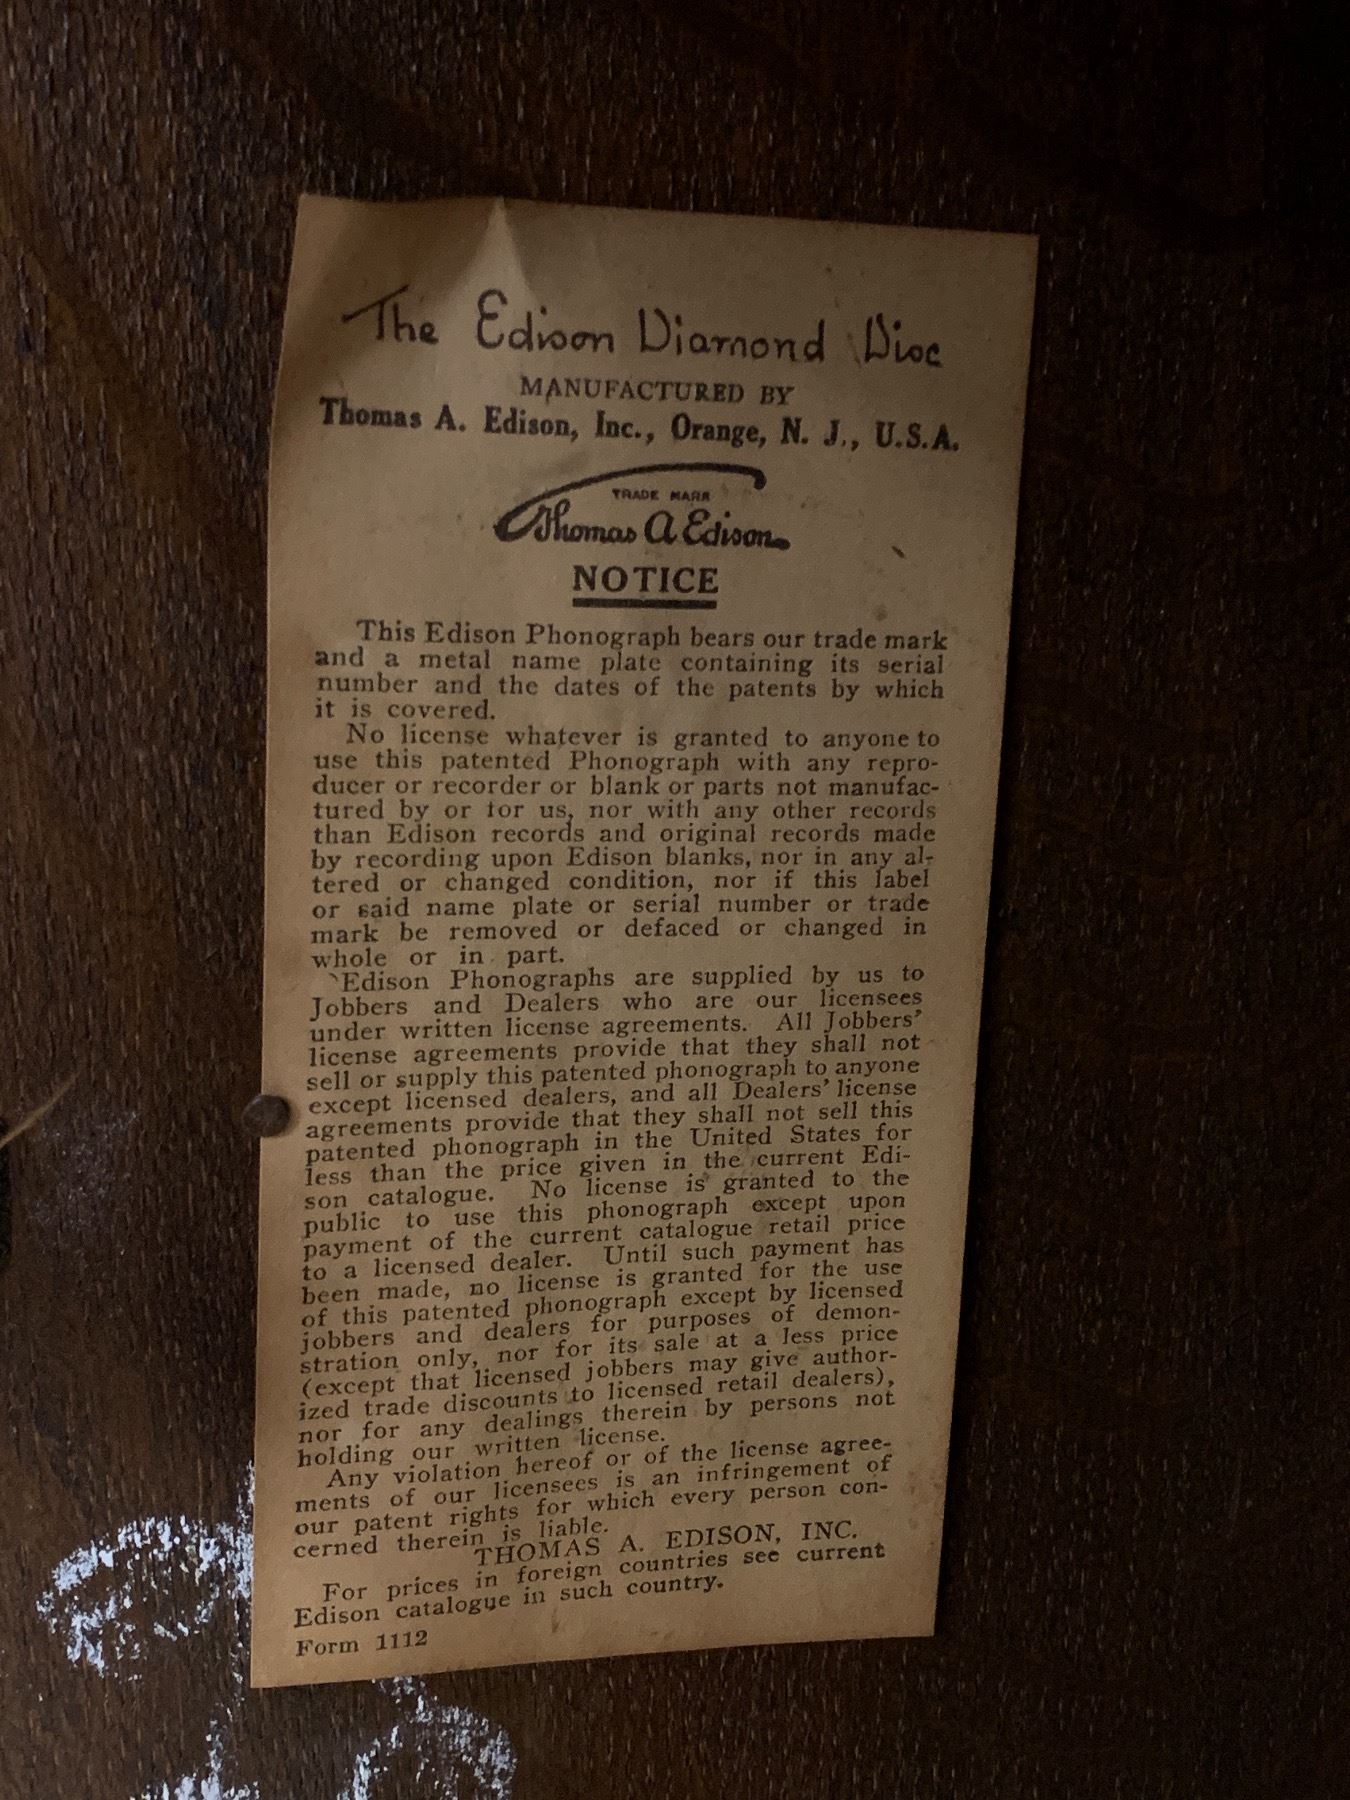 The Edison Diamond Disc
MANUFACTURED BY
Thomas A. Edison, Inc., Orange, N. J., U.S.A.
TRADE MARK
Thomas A Edison
NOTICE
This Edison Phonograph bears our trade mark
and a metal name plate containing its serial
number and the dates of the patents by which
it is covered.
No license whatever is granted to anyone to
use this patented Phonograph with any repro-
ducer or recorder or blank or parts not manufac-
tured by or for us, nor with any other records
than Edison records and original records made
by recording upon Edison blanks, nor in any al-
tered or changed condition, nor if this label
or said name plate or serial number or trade
mark be removed or defaced or changed in
whole or in part.
Edison Phonographs are supplied by us to
Jobbers and Dealers who are our licensees
under written license agreements. All Jobbers'
license agreements provide that they shall not
sell or supply this patented phonograph to anyone
except licensed dealers, and all Dealers' license
agreements provide that they shall not sell this
patented phonograph in the United States for
less than the price given in the current Edi-
son catalogue. No license is granted to the
public to use this phonograph except upon
payment of the current catalogue retail price
to a licensed dealer. Until such payment has
been made, no license is granted for the use
of this patented phonograph except by licensed
jobbers and dealers for purposes of demon-
stration only, nor for its sale at a less price
(except that licensed jobbers may give author-
ized trade discounts to licensed retail dealers),
nor for any dealings therein by persons not
holding our written license.
Any violation hereof or of the license agree-
ments of our licensees is an infringement of
our patent rights for which every person con-
cerned therein is liable.
THOMAS A. EDISON, INC.
For prices in foreign countries see current
Edison catalogue in such country.
Form 1112